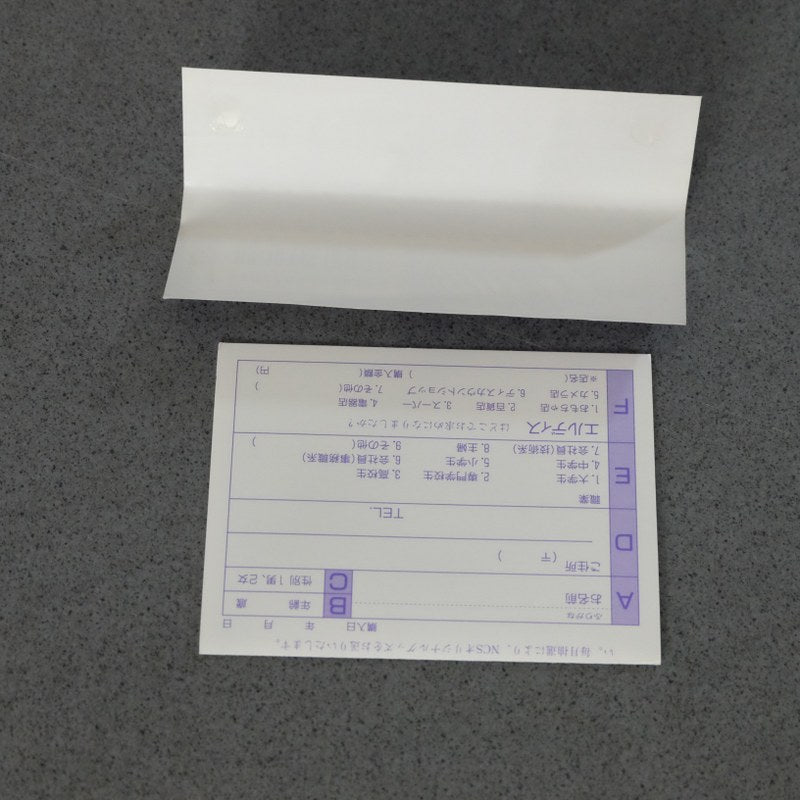 い。毎月抽選により、NCSオリジナルグッズをお送りいたします。
購入日　　年　　月　　日
A
ふりがな
お名前
B
年齢　　歳
C
性別 1男、2女
D
ご住所　(〒　　　)
TEL.
E
職業
1. 大学生　2. 専門学校生　3. 高校生
4. 中学生　5. 小学生　6. 会社員(事務職系)
7. 会社員(技術系)　8. 主婦　9. その他(　　　)
F
エルディス　はどこでお求めになりましたか?
1. おもちゃ店　2. 百貨店　3. スーパー　4. 電器店
5. カメラ店　6. ディスカウントショップ　7. その他(　　　)
※(店名　　　)　購入金額(　　　円)